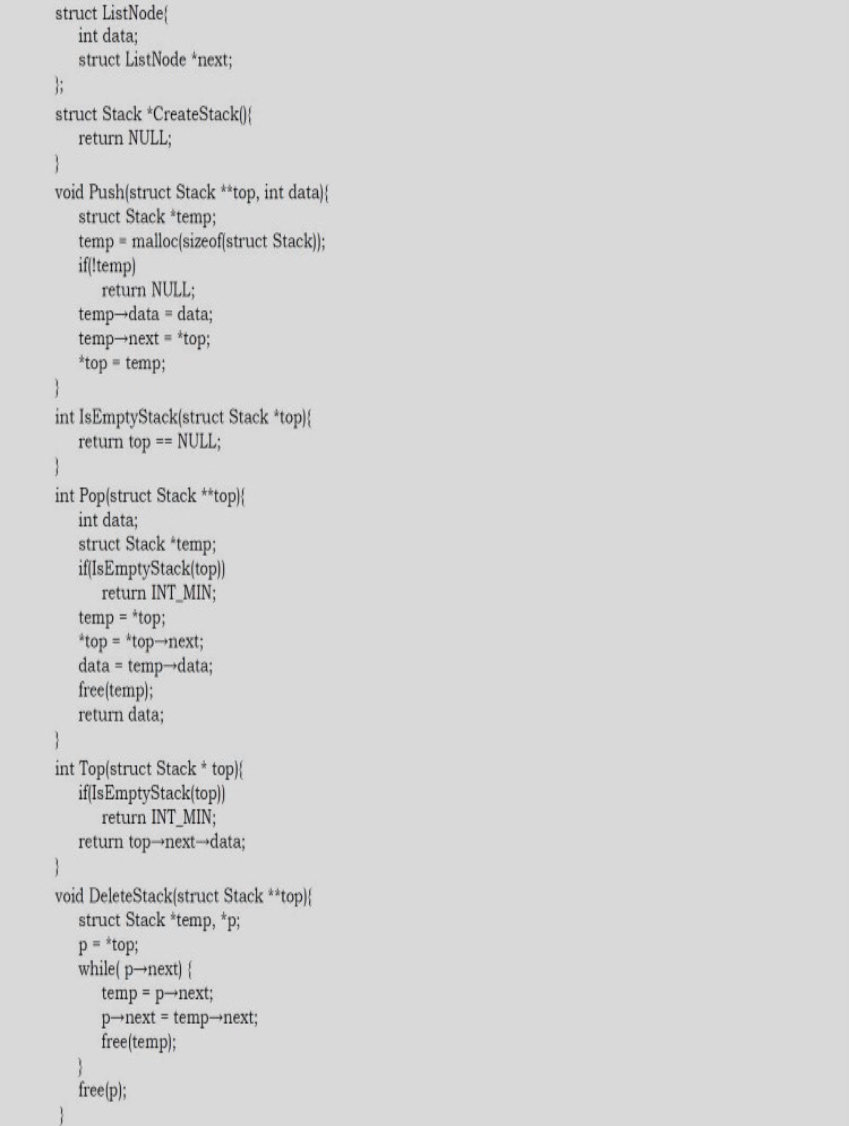 struct ListNode{
int data;
struct ListNode *next;
};
struct Stack *CreateStack(){
return NULL;
}
void Push(struct Stack **top, int data){
struct Stack *temp;
temp = malloc(sizeof(struct Stack));
if(!temp)
return NULL;
temp→data = data;
temp→next = *top;
*top = temp;
}
int IsEmptyStack(struct Stack *top){
return top == NULL;
}
int Pop(struct Stack **top){
int data;
struct Stack *temp;
if(IsEmptyStack(top))
return INT_MIN;
temp = *top;
*top = *top→next;
data = temp→data;
free(temp);
return data;
}
int Top(struct Stack * top){
if(IsEmptyStack(top))
return INT_MIN;
return top→next→data;
}
void DeleteStack(struct Stack **top){
struct Stack *temp, *p;
p = *top;
while( p→next) {
temp = p→next;
p→next = temp→next;
free(temp);
}
free(p);
}